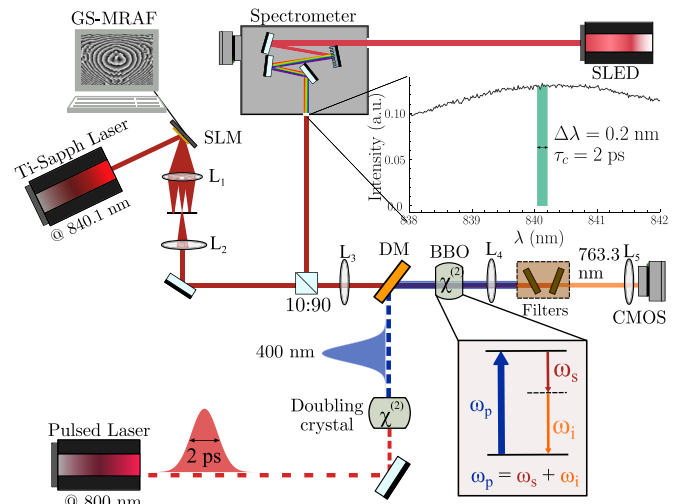 GS-MRAF
Spectrometer
SLED
Ti-Sapph Laser
@ 840.1 nm
SLM
L₁
L₂
Intensity (a.u.)
0.10
0.05
0.0
Δλ = 0.2 nm
τc = 2 ps
838
839
840
841
842
λ (nm)
10:90
L₃
DM
BBO
χ⁽²⁾
L₄
763.3
nm
L₅
Filters
CMOS
400 nm
Doubling
crystal
χ⁽²⁾
Pulsed Laser
@ 800 nm
2 ps
ωp
ωs
ωi
ωp = ωs + ωi